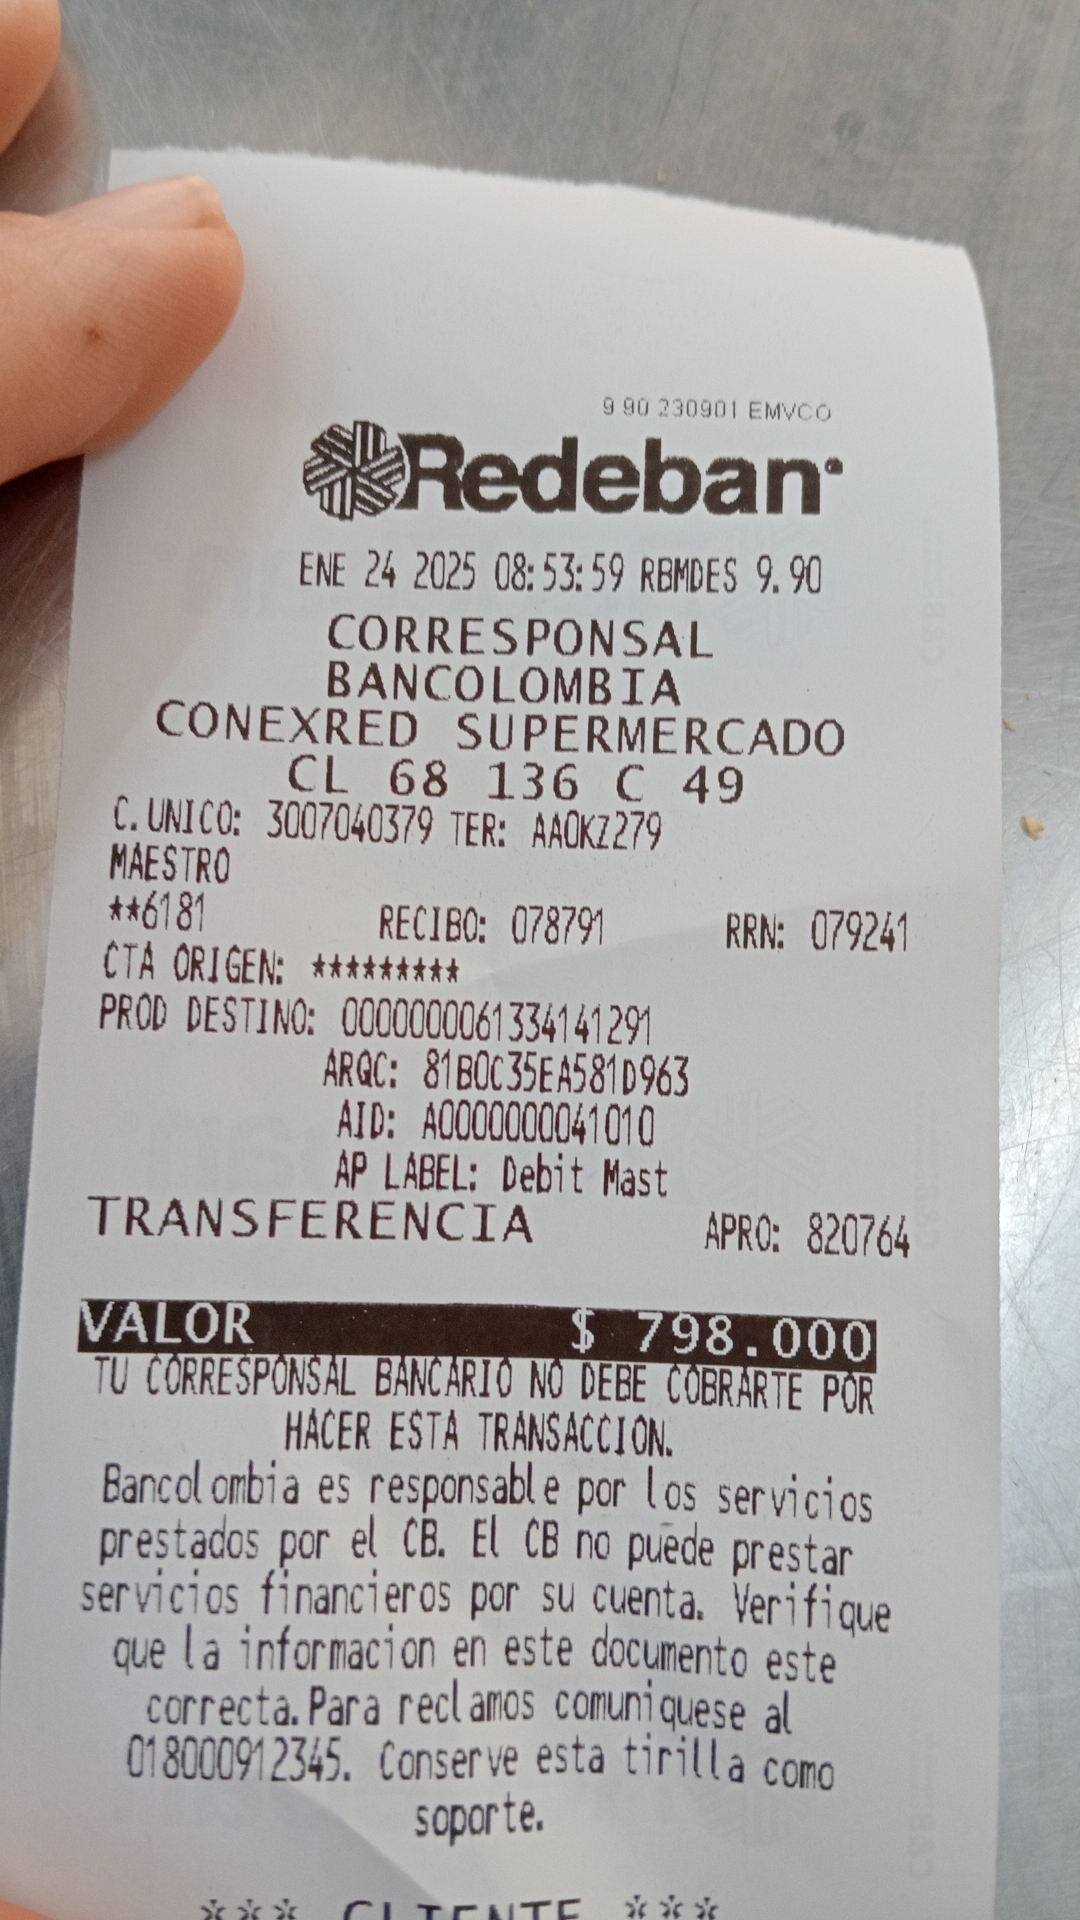 9 90 230901 EMVCO
Redeban
ENE 24 2025 08:53:59 RBMDES 9.90
CORRESPONSAL
BANCOLOMBIA
CONEXRED SUPERMERCADO
CL 68 136 C 49
C. UNICO: 3007040379 TER: AAOKZ279
MAESTRO
**6181 RECIBO: 078791 RRN: 079241
CTA ORIGEN: *********
PROD DESTINO: 0000000061334141291
ARQC: 81B0C35EA581D963
AID: A0000000041010
AP LABEL: Debit Mast
TRANSFERENCIA APRO: 820764
VALOR $ 798.000
TU CORRESPONSAL BANCARIO NO DEBE COBRARTE POR
HACER ESTA TRANSACCION.
Bancolombia es responsable por los servicios
prestados por el CB. El CB no puede prestar
servicios financieros por su cuenta. Verifique
que la informacion en este documento este
correcta. Para reclamos comuniquese al
018000912345. Conserve esta tirilla como
soporte.
*** CLIENTE ***